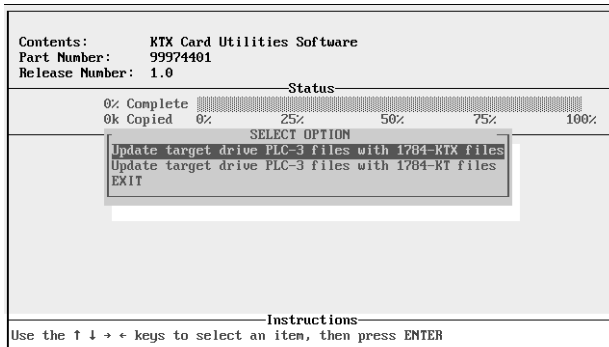 Contents: KTX Card Utilities Software
Part Number: 99974401
Release Number: 1.0
Status
0% Complete
0k Copied 0% 25% 50% 75% 100%
SELECT OPTION
Update target drive PLC-3 files with 1784-KTX files
Update target drive PLC-3 files with 1784-KT files
EXIT
Instructions
Use the ↑ ↓ → ← keys to select an item, then press ENTER